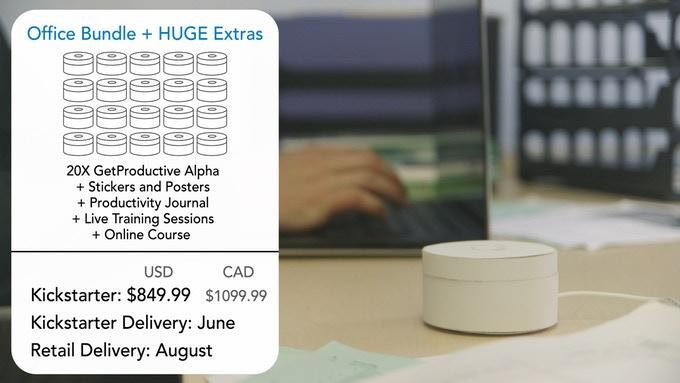 Office Bundle + HUGE Extras
20X GetProductive Alpha
+ Stickers and Posters
+ Productivity Journal
+ Live Training Sessions
+ Online Course
USD CAD
Kickstarter: $849.99 $1099.99
Kickstarter Delivery: June
Retail Delivery: August